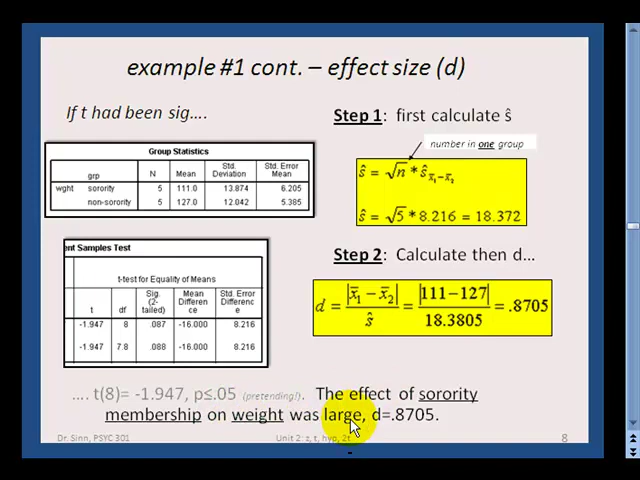 example #1 cont. – effect size (d)
If t had been sig….
Group Statistics
grp N Mean Std. Deviation Std. Error Mean
wght sorority 5 111.0 13.874 6.205
non-sorority 5 127.0 12.042 5.385
ent Samples Test
t-test for Equality of Means
t df Sig. (2-tailed) Mean Differen ce Std. Error Differenc e
-1.947 8 .087 -16.000 8.216
-1.947 7.8 .088 -16.000 8.216
Step 1: first calculate ŝ
number in one group
ŝ = √n * ŝ x̄₁−x̄₂
ŝ = √5 * 8.216 = 18.372
Step 2: Calculate then d…
d = |x̄₁ − x̄₂| / ŝ = |111−127| / 18.3805 = .8705
…. t(8)= -1.947, p≤.05 (pretending!). The effect of sorority
membership on weight was large, d=.8705.
Dr. Sinn, PSYC 301
Unit 2: z, t, hyp, 2t
8